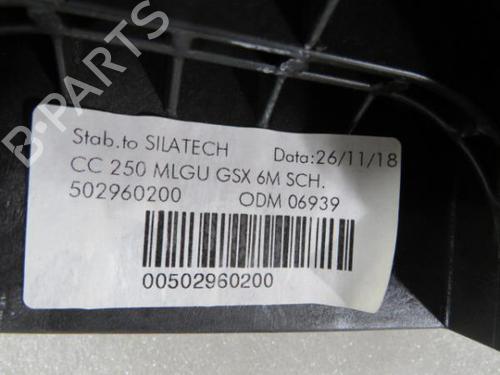 Stab.to SILATECH Data:26/11/18
CC 250 MLGU GSX 6M SCH.
502960200 ODM 06939
00502960200
B-PARTS